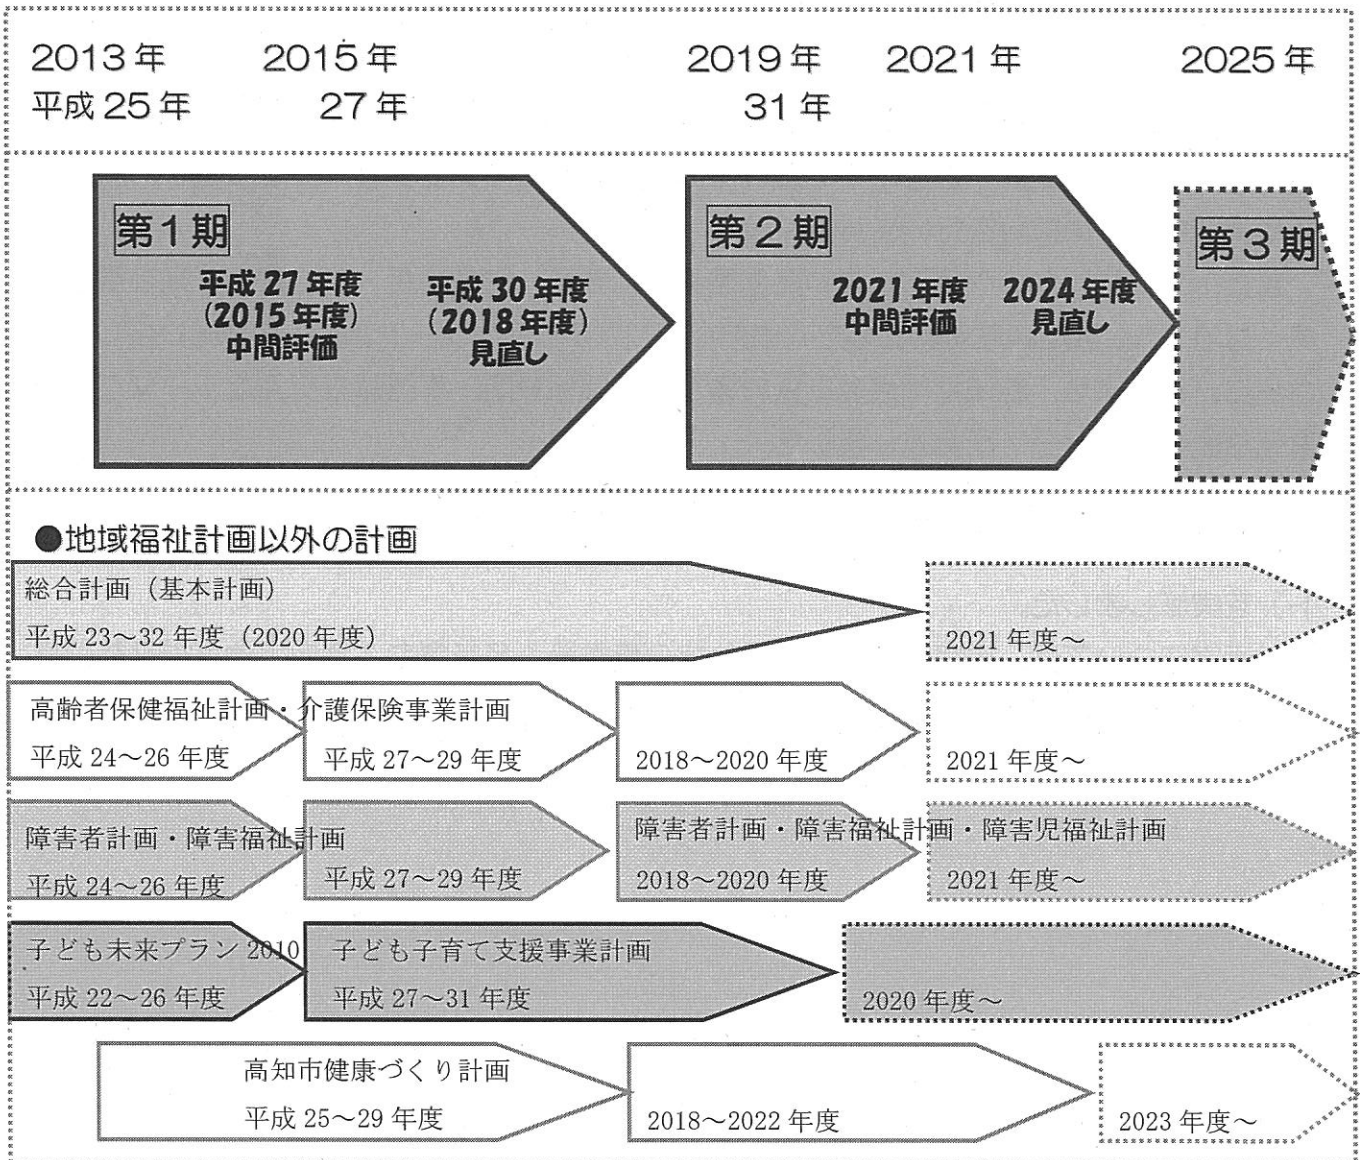 2013年 2015年 2019年 2021年 2025年
平成25年 27年 31年
第1期
平成27年度
(2015年度)
中間評価
平成30年度
(2018年度)
見直し
第2期
2021年度
中間評価
2024年度
見直し
第3期
●地域福祉計画以外の計画
総合計画（基本計画）
平成23～32年度（2020年度）
2021年度～
高齢者保健福祉計画・介護保険事業計画
平成24～26年度
平成27～29年度
2018～2020年度
2021年度～
障害者計画・障害福祉計画
平成24～26年度
平成27～29年度
障害者計画・障害福祉計画・障害児福祉計画
2018～2020年度
2021年度～
子ども未来プラン2010
平成22～26年度
子ども子育て支援事業計画
平成27～31年度
2020年度～
高知市健康づくり計画
平成25～29年度
2018～2022年度
2023年度～